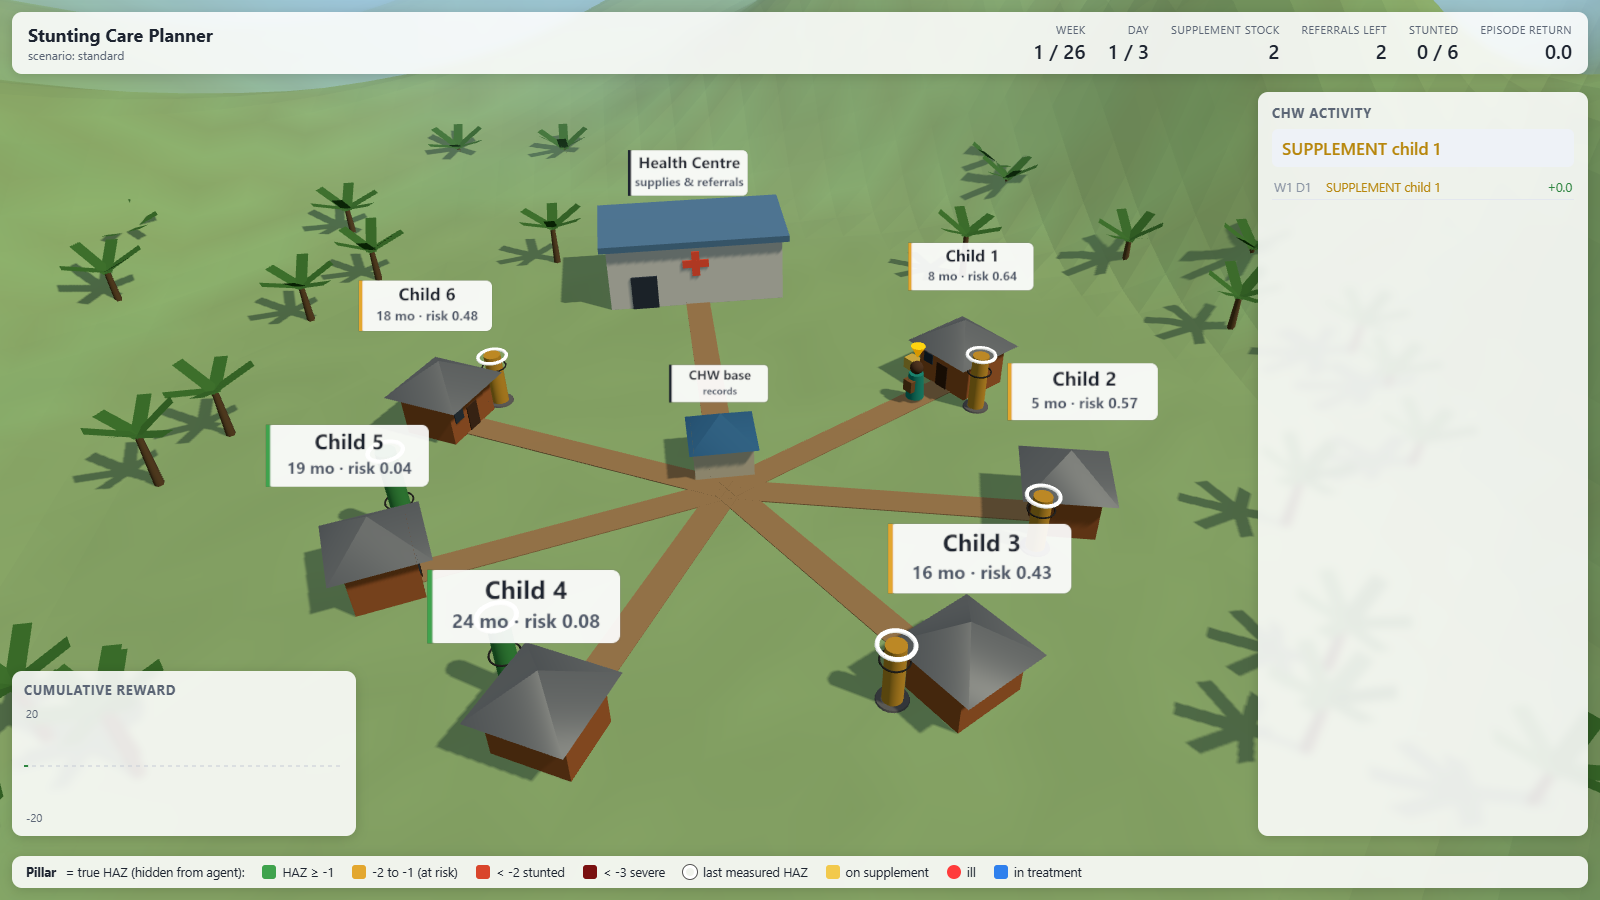 Stunting Care Planner
scenario: standard
WEEK
1 / 26
DAY
1 / 3
SUPPLEMENT STOCK
2
REFERRALS LEFT
2
STUNTED
0 / 6
EPISODE RETURN
0.0
CHW ACTIVITY
SUPPLEMENT child 1
W1 D1 SUPPLEMENT child 1 +0.0
Health Centre
supplies & referrals
Child 1
8 mo · risk 0.64
Child 6
18 mo · risk 0.48
CHW base
records
Child 2
5 mo · risk 0.57
Child 5
19 mo · risk 0.04
Child 3
16 mo · risk 0.43
Child 4
24 mo · risk 0.08
CUMULATIVE REWARD
20
-20
Pillar = true HAZ (hidden from agent): HAZ ≥ -1 -2 to -1 (at risk) < -2 stunted < -3 severe last measured HAZ on supplement ill in treatment